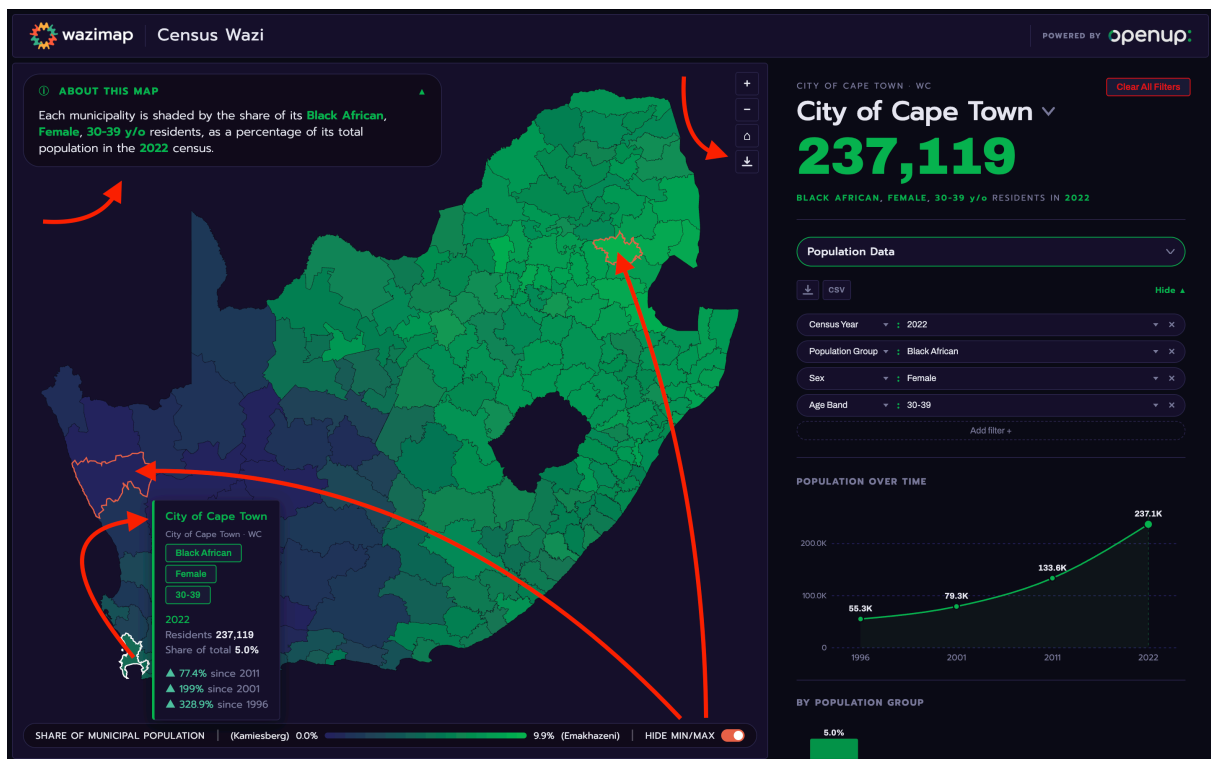 wazimap
Census Wazi
POWERED BY openup:
ABOUT THIS MAP
Each municipality is shaded by the share of its Black African,
Female, 30-39 y/o residents, as a percentage of its total
population in the 2022 census.
+
−
City of Cape Town
City of Cape Town · WC
Black African
Female
30-39
2022
Residents 237,119
Share of total 5.0%
▲ 77.4% since 2011
▲ 199% since 2001
▲ 328.9% since 1996
SHARE OF MUNICIPAL POPULATION | (Kamiesberg) 0.0% 9.9% (Emakhazeni) | HIDE MIN/MAX
CITY OF CAPE TOWN · WC
Clear All Filters
City of Cape Town
237,119
BLACK AFRICAN, FEMALE, 30-39 y/o RESIDENTS IN 2022
Population Data
CSV
Hide ▲
Census Year : 2022
Population Group : Black African
Sex : Female
Age Band : 30-39
Add filter +
POPULATION OVER TIME
237.1K
200.0K
133.6K
100.0K
79.3K
55.3K
0
1996 2001 2011 2022
BY POPULATION GROUP
5.0%